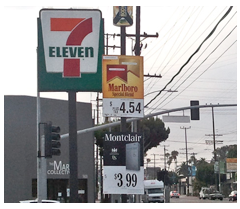 7
ELEVEN
Marlboro
$4.54
Montclair
$3.99
MAR